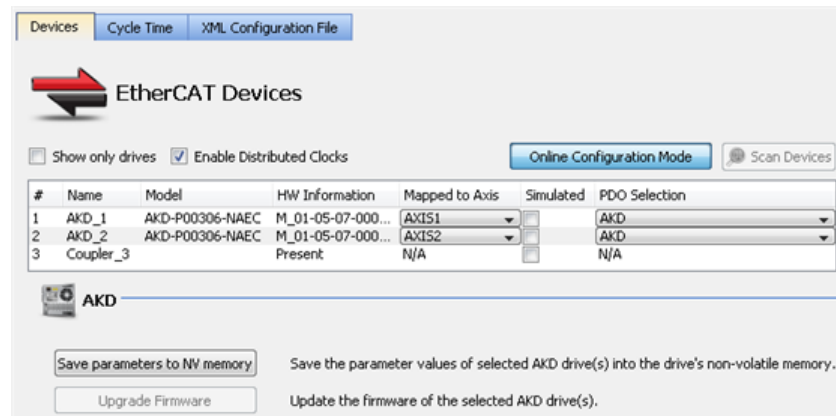 Devices Cycle Time XML Configuration File
EtherCAT Devices
Show only drives Enable Distributed Clocks Online Configuration Mode Scan Devices
# Name Model HW Information Mapped to Axis Simulated PDO Selection
1 AKD_1 AKD-P00306-NAEC M_01-05-07-000... AXIS1 AKD
2 AKD_2 AKD-P00306-NAEC M_01-05-07-000... AXIS2 AKD
3 Coupler_3 Present N/A N/A
AKD
Save parameters to NV memory Save the parameter values of selected AKD drive(s) into the drive's non-volatile memory.
Upgrade Firmware Update the firmware of the selected AKD drive(s).